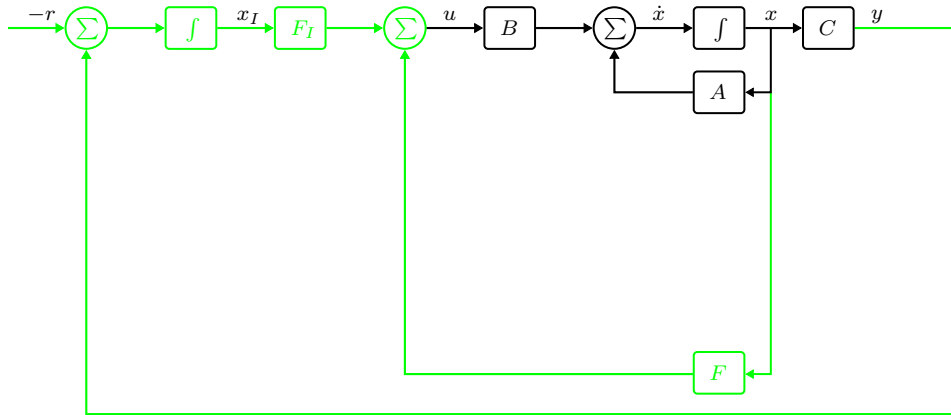 −r ∑ ∫ x_I F_I ∑ u B ∑ ẋ ∫ x C y
A
F